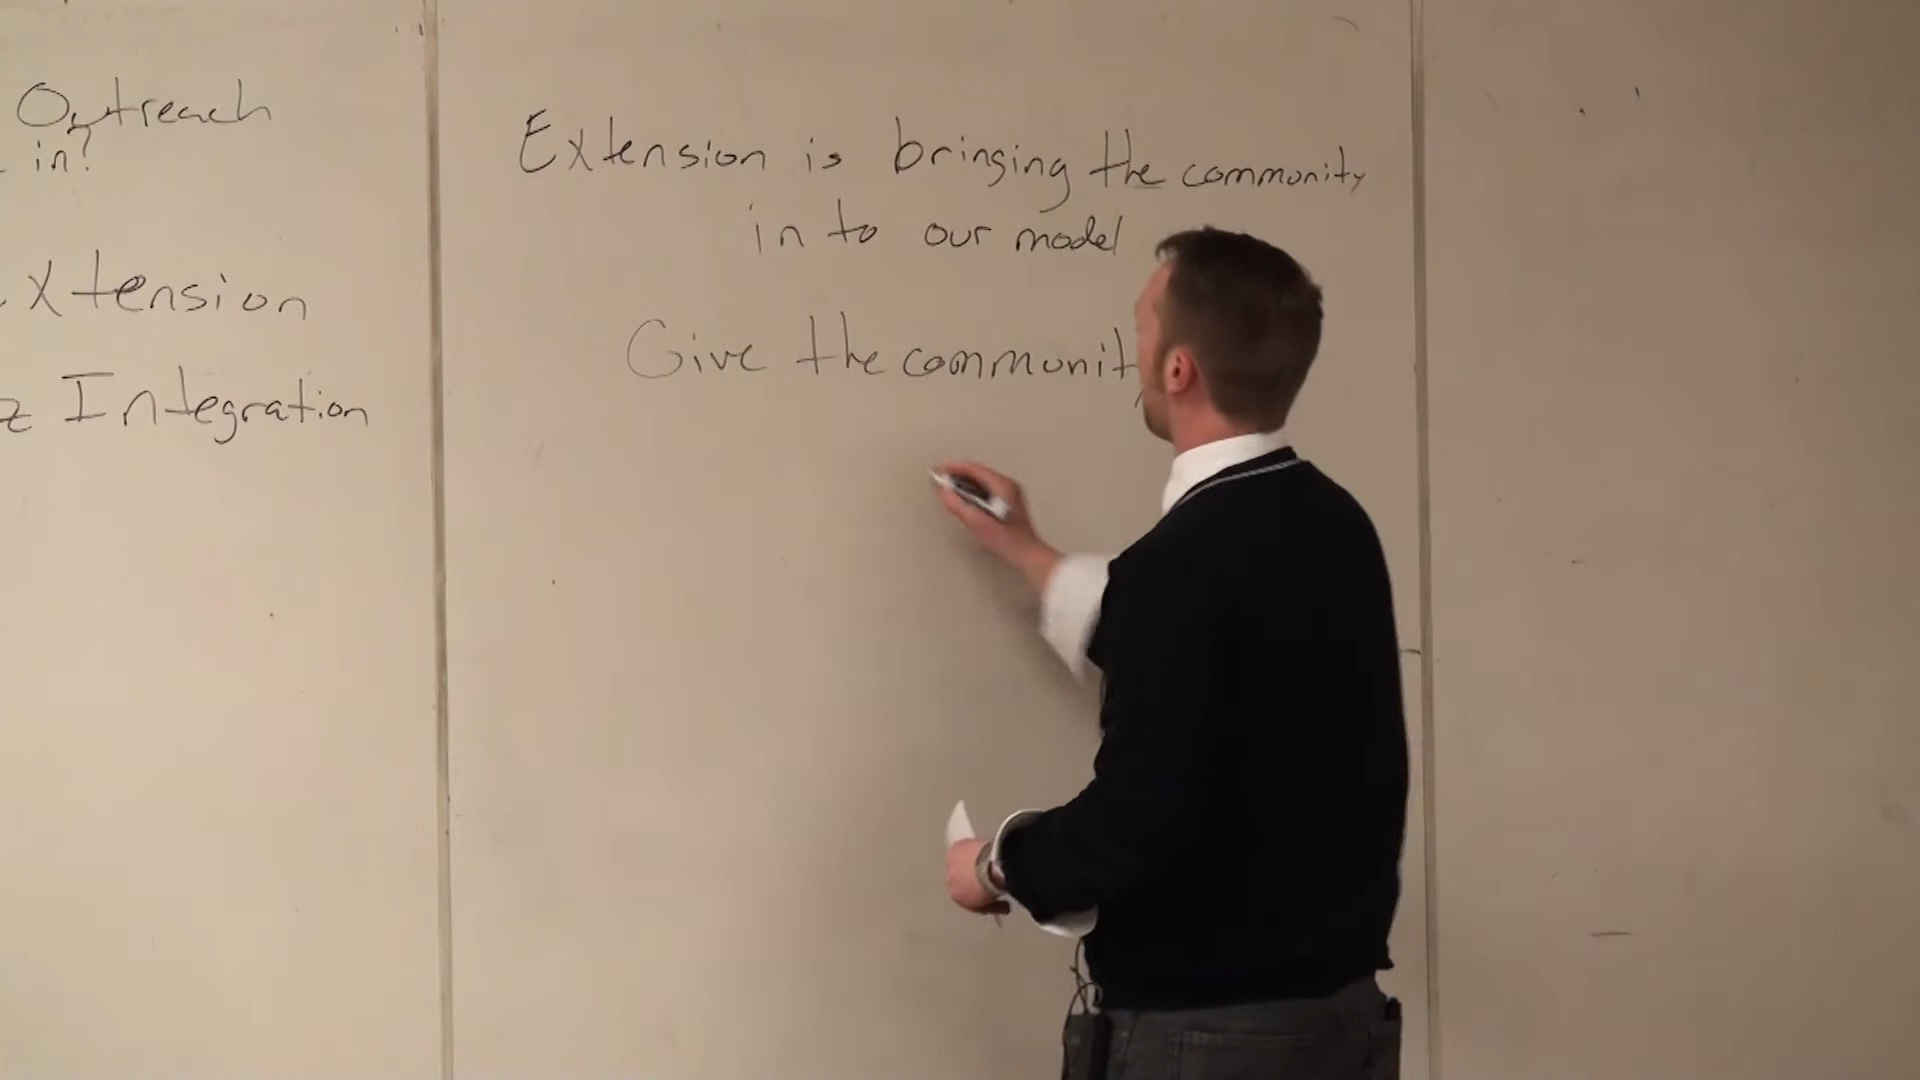 Outreach
in?
xtension
z Integration
Extension is bringing the community
in to our model
Give the communit